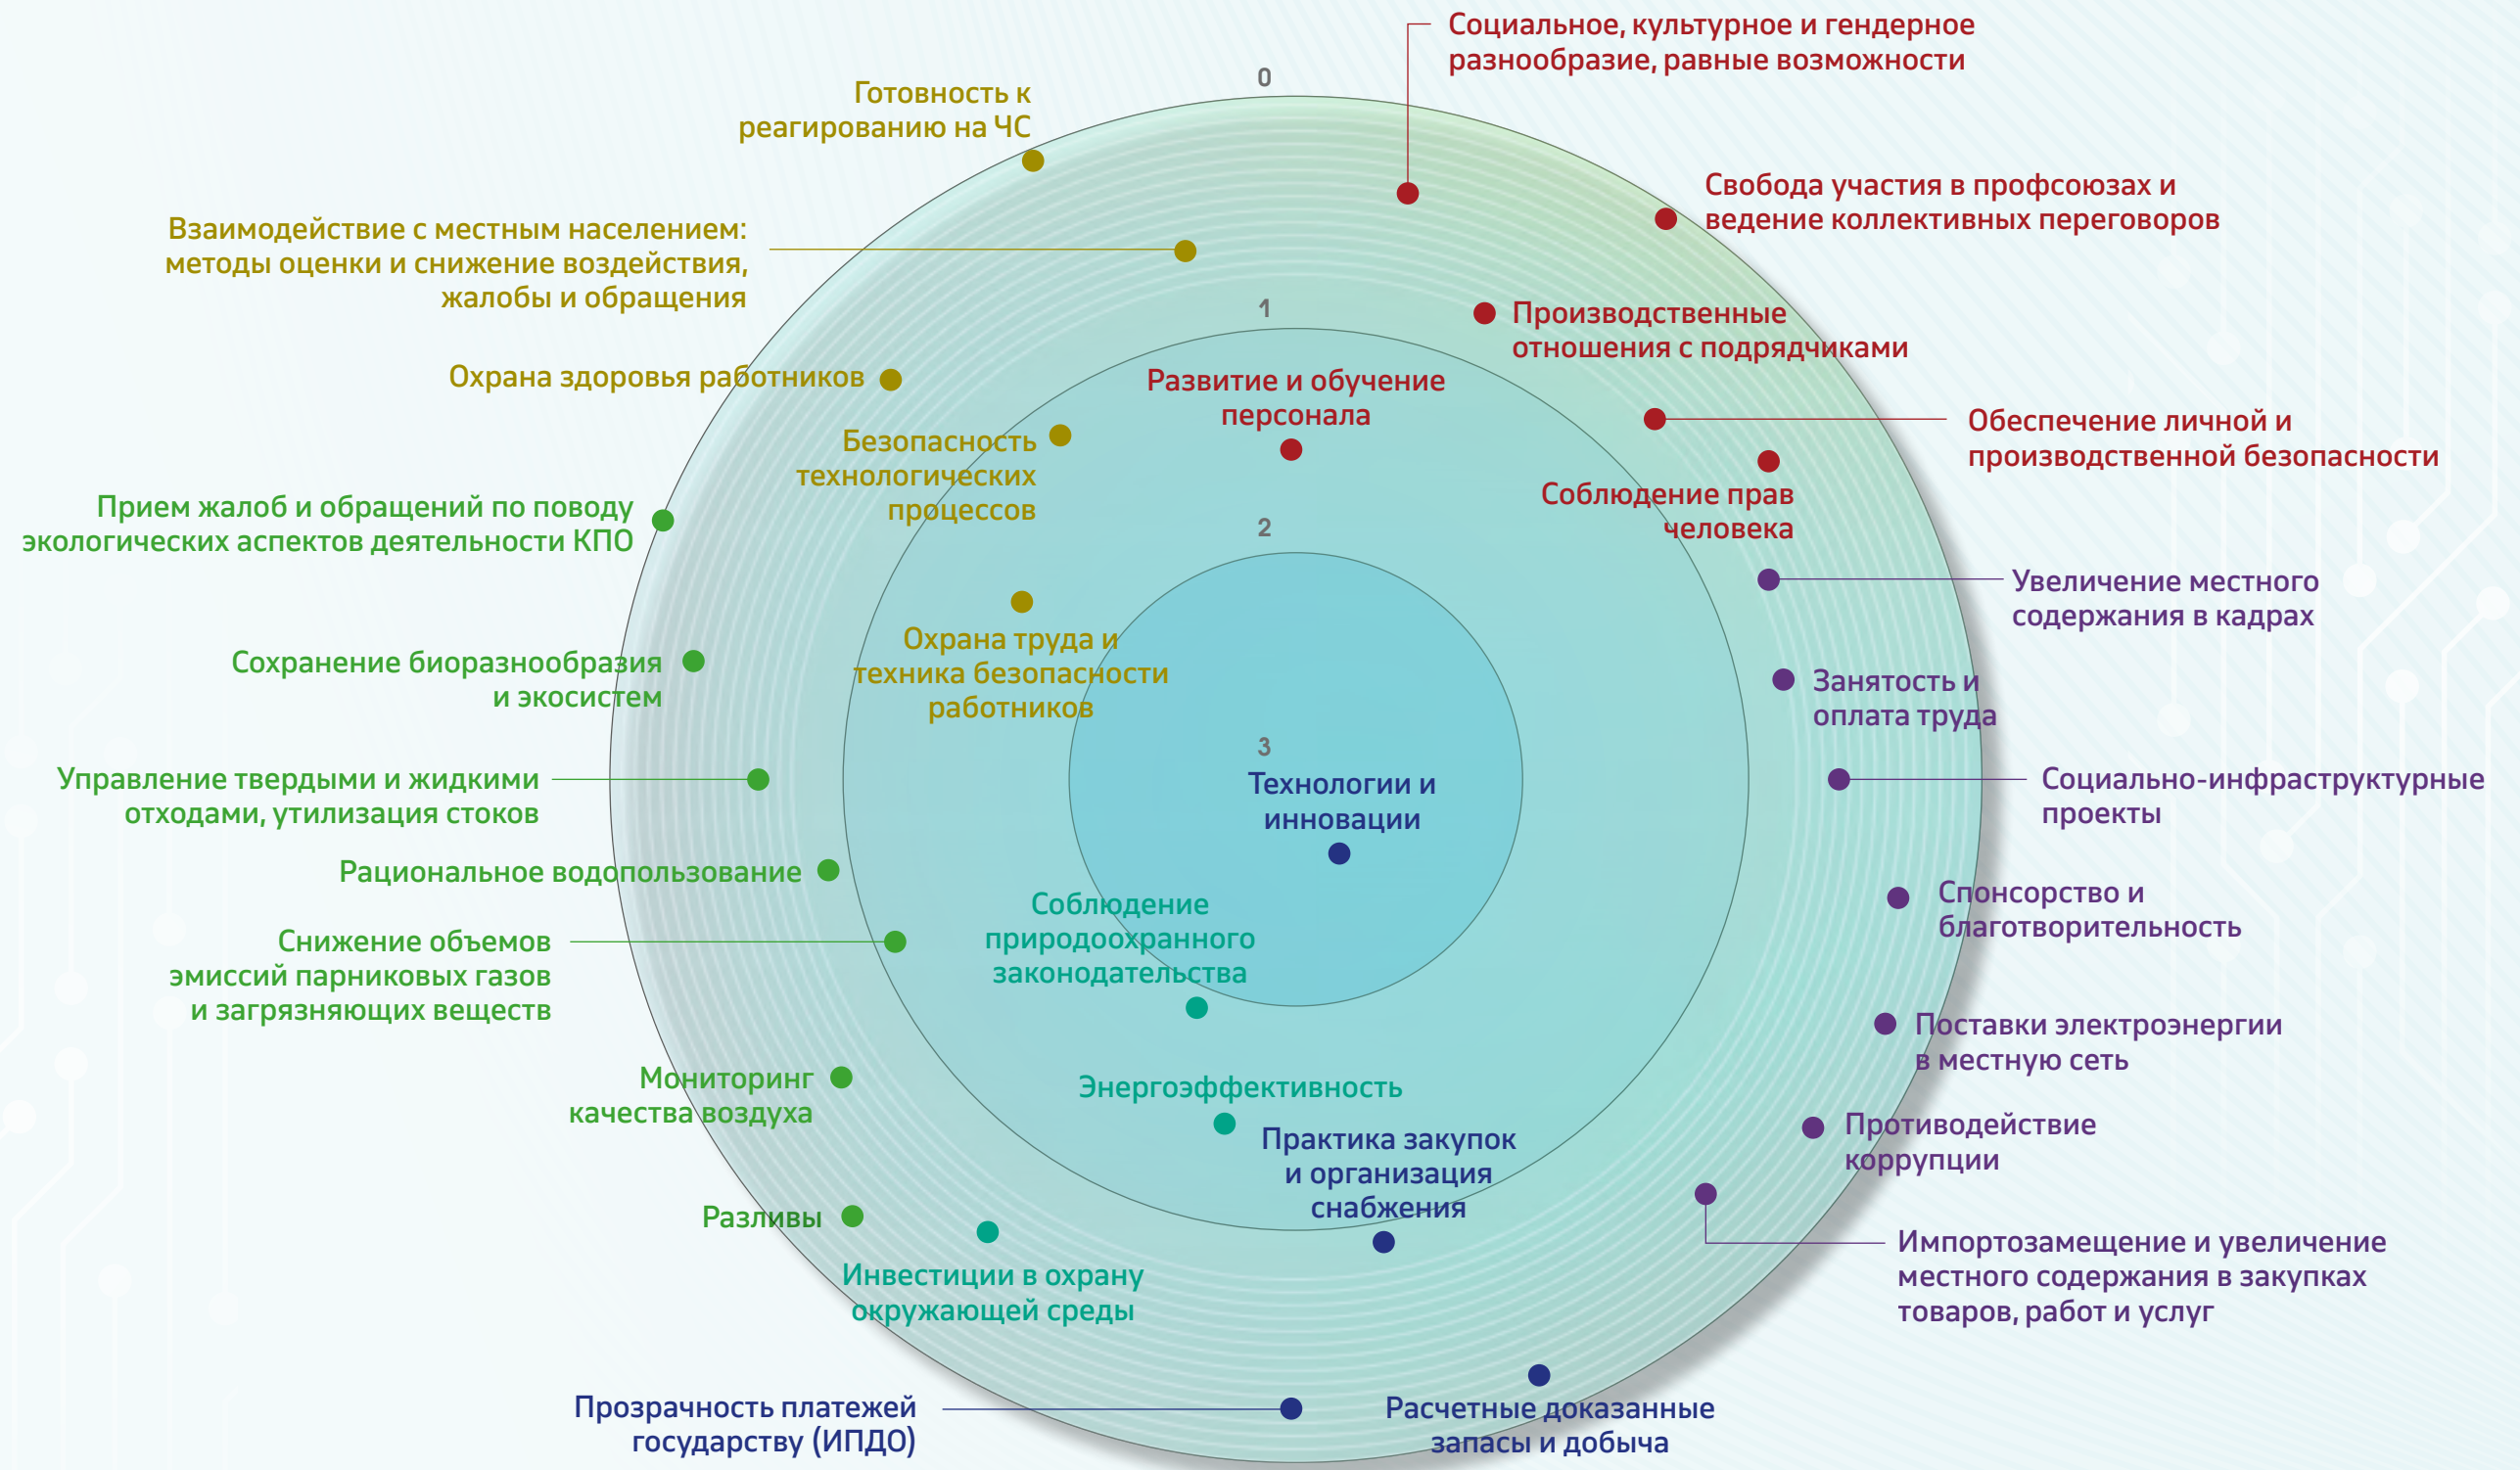 Социальное, культурное и гендерное
разнообразие, равные возможности
0
Готовность к
реагированию на ЧС
Свобода участия в профсоюзах и
ведение коллективных переговоров
Взаимодействие с местным населением:
методы оценки и снижение воздействия,
жалобы и обращения
1
Производственные
отношения с подрядчиками
Охрана здоровья работников
Развитие и обучение
персонала
Обеспечение личной и
производственной безопасности
Безопасность
технологических
процессов
Соблюдение прав
человека
Прием жалоб и обращений по поводу
экологических аспектов деятельности КПО
2
Увеличение местного
содержания в кадрах
Охрана труда и
техника безопасности
работников
Сохранение биоразнообразия
и экосистем
Занятость и
оплата труда
3
Технологии и
инновации
Управление твердыми и жидкими
отходами, утилизация стоков
Социально-инфраструктурные
проекты
Рациональное водопользование
Соблюдение
природоохранного
законодательства
Спонсорство и
благотворительность
Снижение объемов
эмиссий парниковых газов
и загрязняющих веществ
Поставки электроэнергии
в местную сеть
Мониторинг
качества воздуха
Энергоэффективность
Практика закупок
и организация
снабжения
Противодействие
коррупции
Разливы
Импортозамещение и увеличение
местного содержания в закупках
товаров, работ и услуг
Инвестиции в охрану
окружающей среды
Прозрачность платежей
государству (ИПДО)
Расчетные доказанные
запасы и добыча